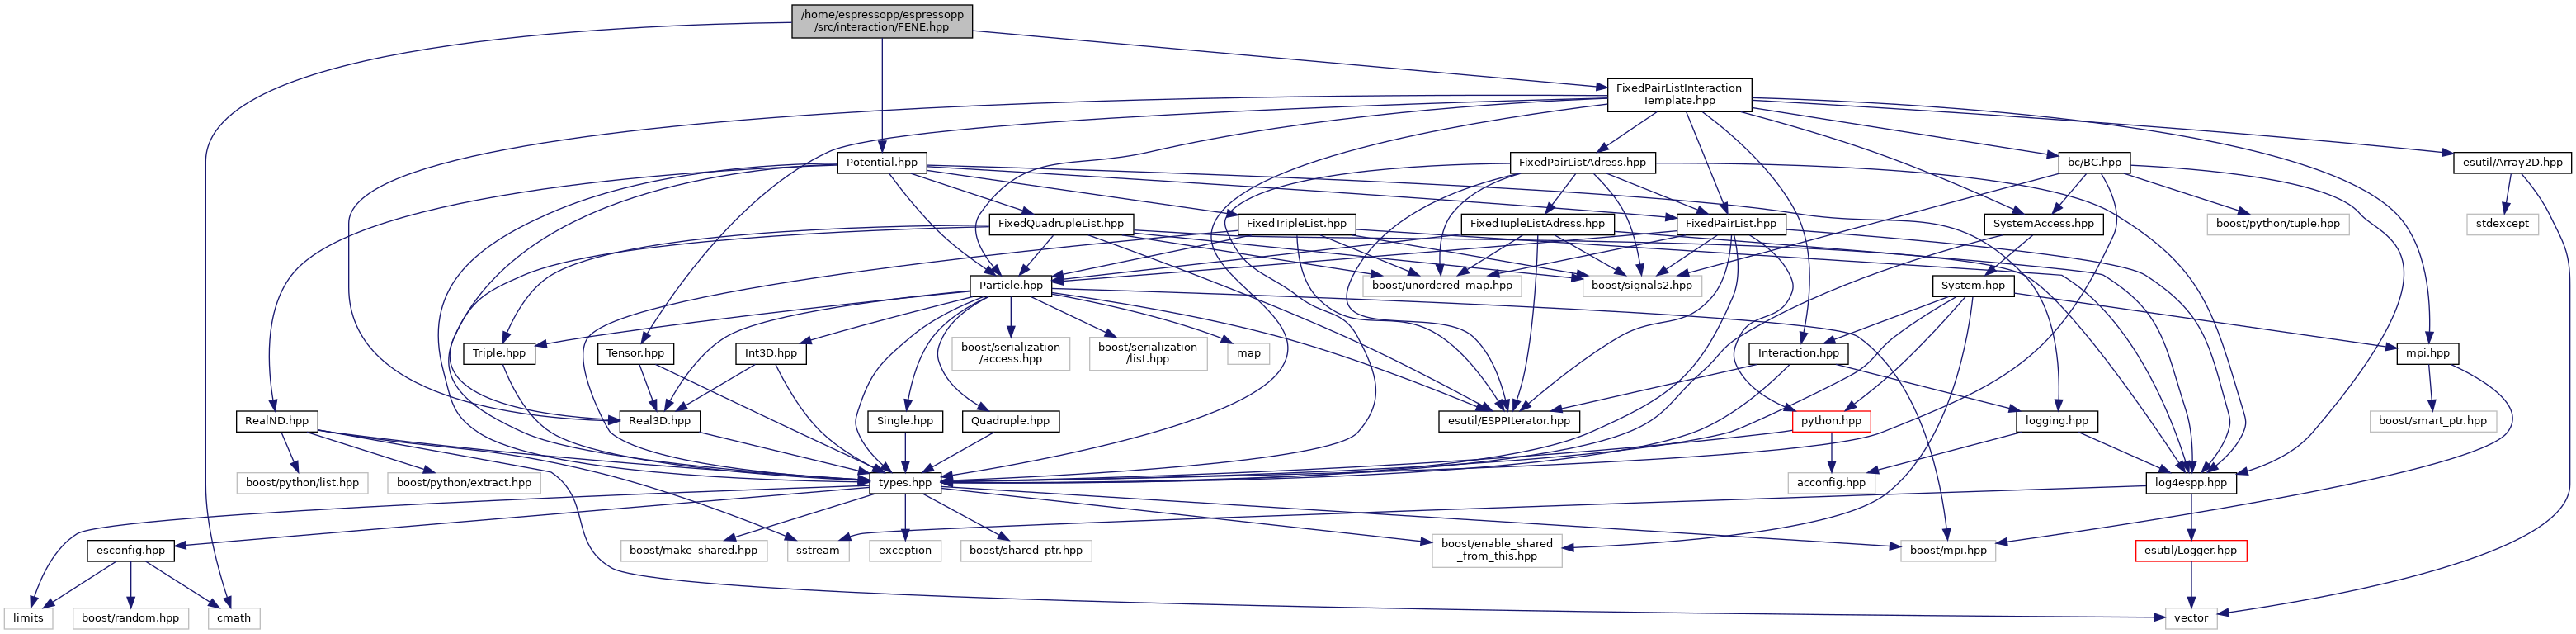 /home/espressopp/espressopp
/src/interaction/FENE.hpp
FixedPairListInteraction
Template.hpp
Potential.hpp
FixedPairListAdress.hpp
bc/BC.hpp
esutil/Array2D.hpp
FixedQuadrupleList.hpp
FixedTripleList.hpp
FixedTupleListAdress.hpp
FixedPairList.hpp
SystemAccess.hpp
boost/python/tuple.hpp
stdexcept
Particle.hpp
boost/unordered_map.hpp
boost/signals2.hpp
System.hpp
Triple.hpp
Tensor.hpp
Int3D.hpp
boost/serialization
/access.hpp
boost/serialization
/list.hpp
map
Interaction.hpp
mpi.hpp
RealND.hpp
Real3D.hpp
Single.hpp
Quadruple.hpp
esutil/ESPPIterator.hpp
python.hpp
logging.hpp
boost/smart_ptr.hpp
boost/python/list.hpp
boost/python/extract.hpp
types.hpp
acconfig.hpp
log4espp.hpp
esconfig.hpp
boost/make_shared.hpp
sstream
exception
boost/shared_ptr.hpp
boost/enable_shared
_from_this.hpp
boost/mpi.hpp
esutil/Logger.hpp
limits
boost/random.hpp
cmath
vector